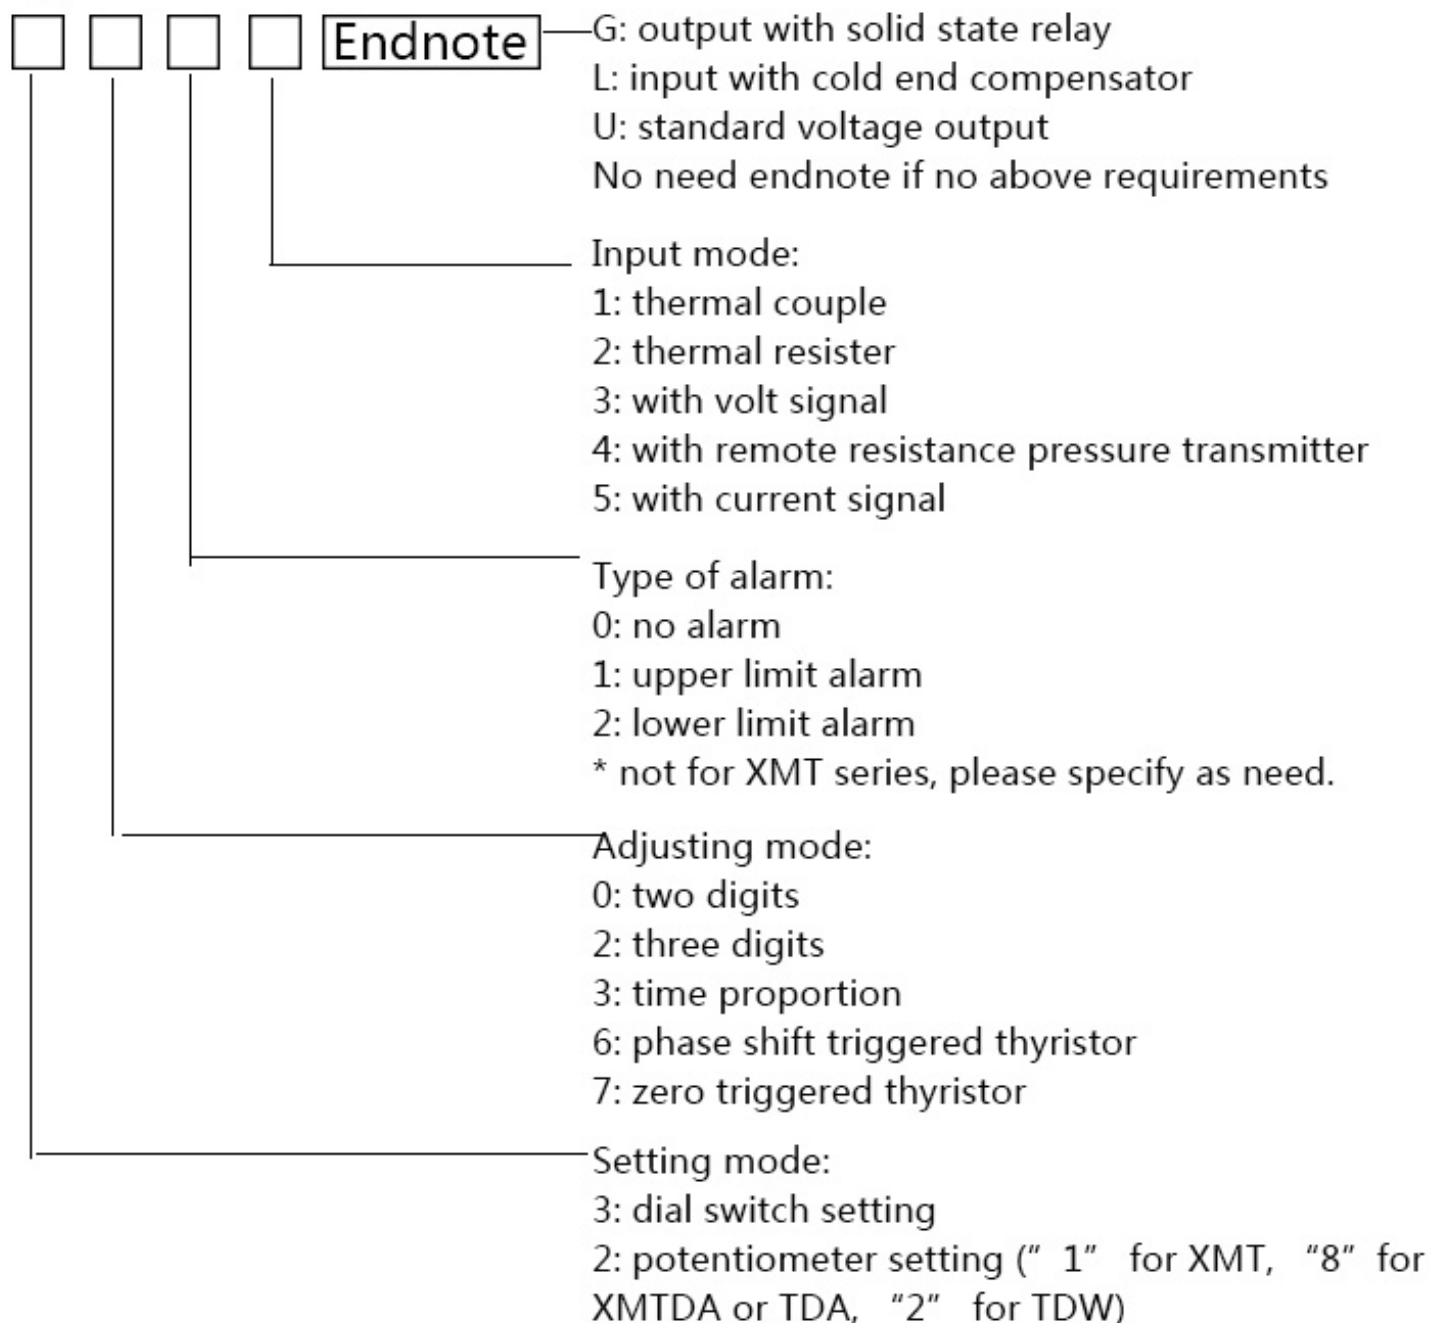 Endnote
G: output with solid state relay
L: input with cold end compensator
U: standard voltage output
No need endnote if no above requirements
Input mode:
1: thermal couple
2: thermal resister
3: with volt signal
4: with remote resistance pressure transmitter
5: with current signal
Type of alarm:
0: no alarm
1: upper limit alarm
2: lower limit alarm
* not for XMT series, please specify as need.
Adjusting mode:
0: two digits
2: three digits
3: time proportion
6: phase shift triggered thyristor
7: zero triggered thyristor
Setting mode:
3: dial switch setting
2: potentiometer setting (” 1” for XMT, “8” for
XMTDA or TDA, “2” for TDW)